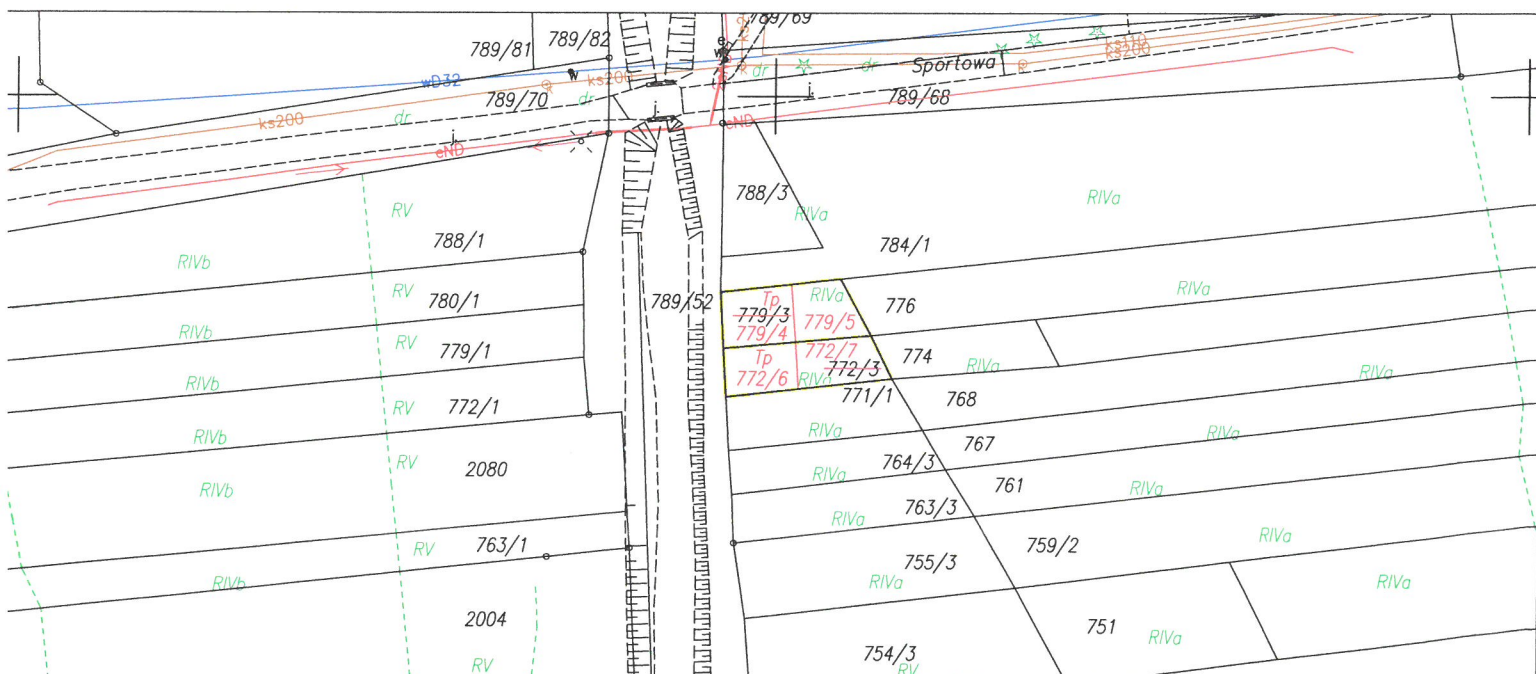 789/81
789/82
789/69
ks2
e
w
w
wD32
ks200
789/70
dr
dr
ks200
dr
dr
Sportowa
ks110
ks200
789/68
i
i
i
eND
eND
788/3
RIVa
RIVa
RV
788/1
784/1
RIVb
RV
780/1
789/52
Tp
RIVa
779/3
779/5
779/4
776
RIVa
RIVb
RV
779/1
772/7
Tp
772/3
772/6
RIVa
774
RIVa
RIVa
RIVb
RV
772/1
771/1
768
RIVb
RIVa
767
RIVa
RV
2080
764/3
RIVa
RIVb
763/3
761
RIVa
RIVa
RV
763/1
755/3
759/2
RIVa
RIVb
RIVa
RIVa
2004
751
RIVa
754/3
RV
RV